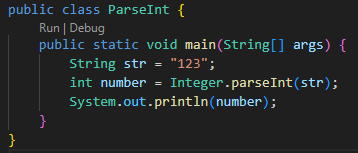 public class ParseInt {
Run | Debug
public static void main(String[] args) {
String str = "123";
int number = Integer.parseInt(str);
System.out.println(number);
}
}